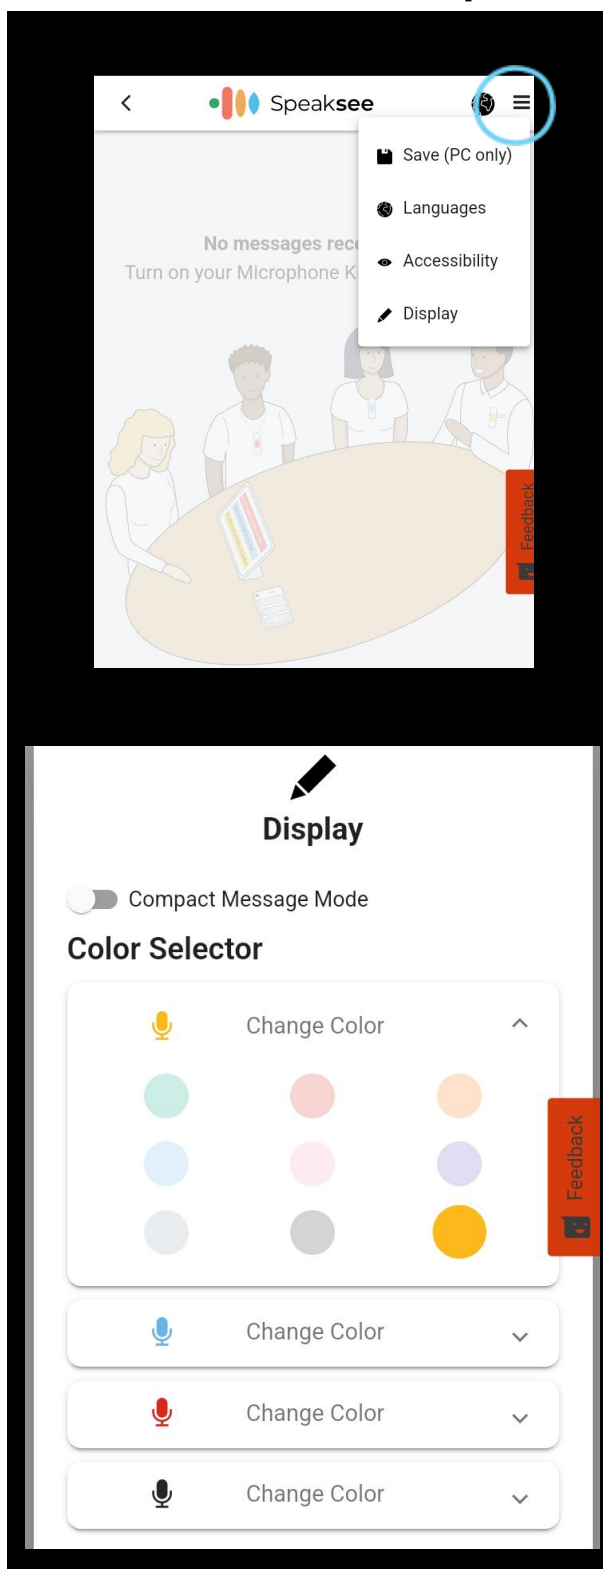 Speaksee
Save (PC only)
Languages
No messages rece
Accessibility
Turn on your Microphone K
Display
Feedback
Display
Compact Message Mode
Color Selector
Change Color
Feedback
Change Color
Change Color
Change Color